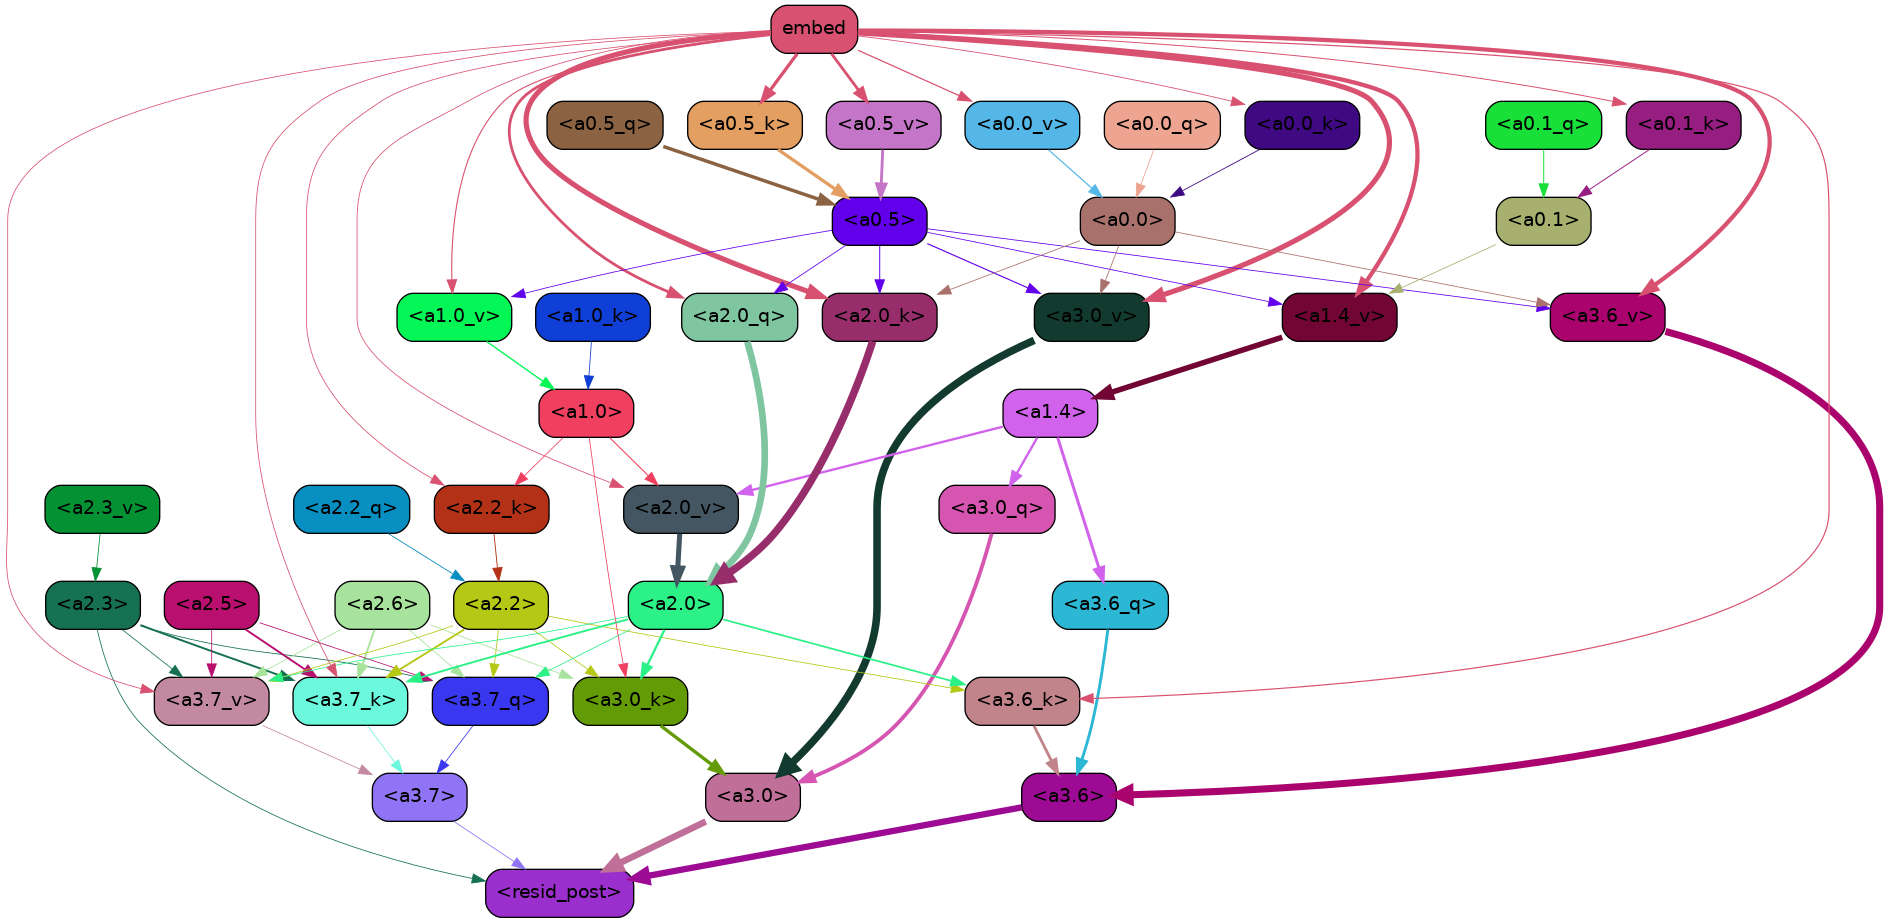 embed
<a0.5_q>
<a0.5_k>
<a0.5_v>
<a0.0_v>
<a0.0_q>
<a0.0_k>
<a0.1_q>
<a0.1_k>
<a0.5>
<a0.0>
<a0.1>
<a1.0_v>
<a1.0_k>
<a2.0_q>
<a2.0_k>
<a3.0_v>
<a1.4_v>
<a3.6_v>
<a1.0>
<a1.4>
<a2.3_v>
<a2.2_q>
<a2.2_k>
<a2.0_v>
<a3.0_q>
<a2.3>
<a2.5>
<a2.6>
<a2.2>
<a2.0>
<a3.6_q>
<a3.7_v>
<a3.7_k>
<a3.7_q>
<a3.0_k>
<a3.6_k>
<a3.7>
<a3.0>
<a3.6>
<resid_post>